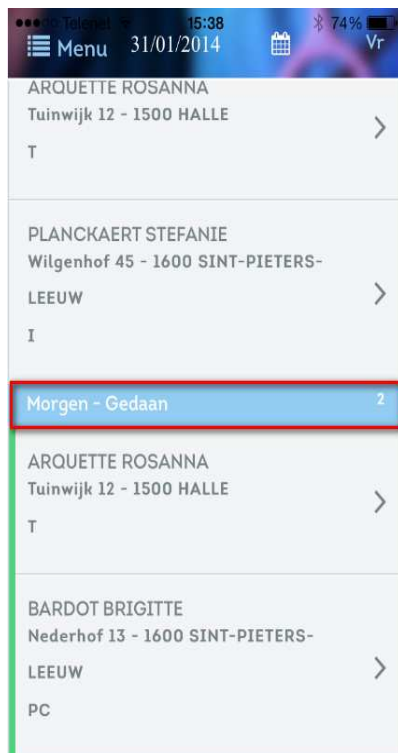 Telenet 15:38 74%
Menu 31/01/2014 Vr
ARQUETTE ROSANNA
Tuinwijk 12 - 1500 HALLE
T
PLANCKAERT STEFANIE
Wilgenhof 45 - 1600 SINT-PIETERS-
LEEUW
I
Morgen - Gedaan 2
ARQUETTE ROSANNA
Tuinwijk 12 - 1500 HALLE
T
BARDOT BRIGITTE
Nederhof 13 - 1600 SINT-PIETERS-
LEEUW
PC